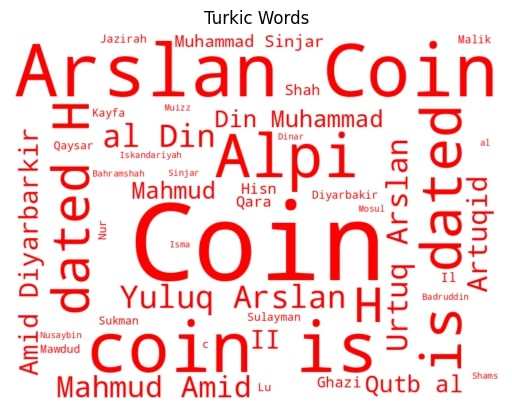 Turkic Words
Jazirah
Muhammad Sinjar
Malik
Arslan Coin
Shah
Kayfa
Muizz
Din Muhammad
al Din
Qaysar
Iskandariyah
Alpi
Dinar
al
Bahramshah
Sinjar
Mahmud
Hisn
Diyarbakir
Qara
Mosul
dated H
Amid Diyarbarkir
Nur
Coin
Isma
Urtuq Arslan
is dated
Artuqid
Il
Badruddin
Yuluq Arslan
H
Sukman
Sulayman
Nusaybin
Mawdud
coin is
c
II
Mahmud Amid
Lu
Ghazi
Qutb al
Shams